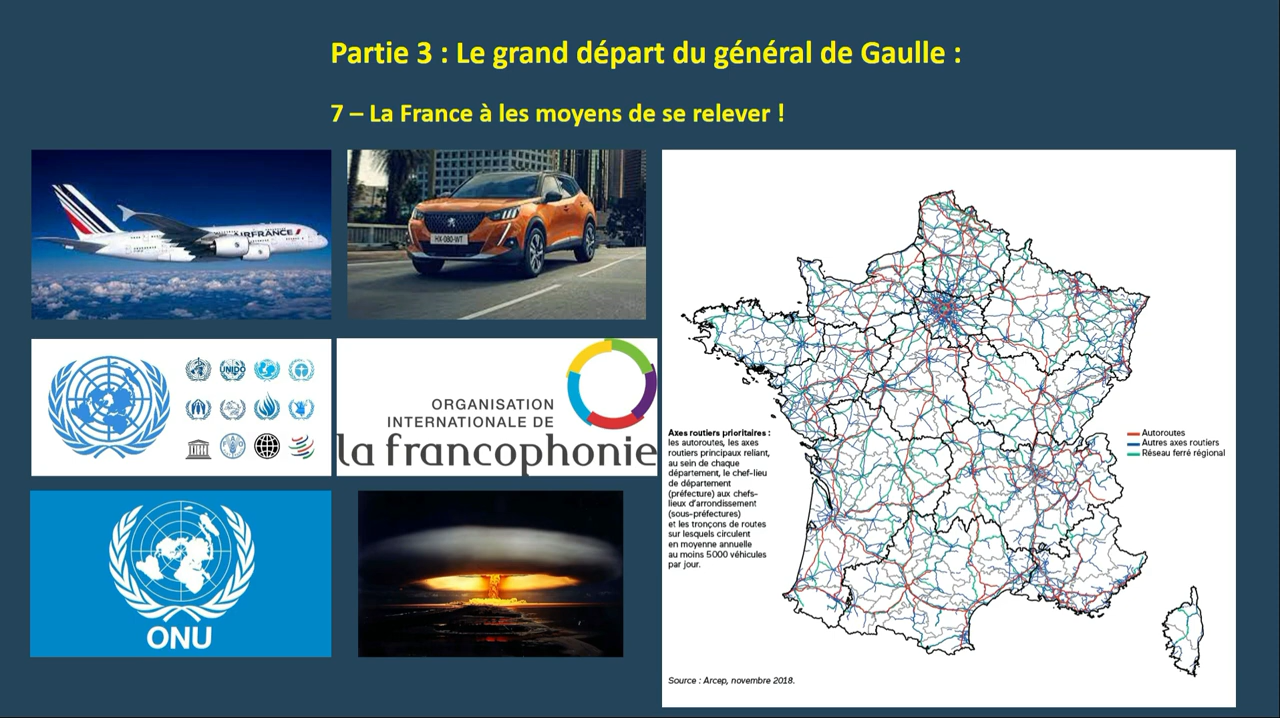 Partie 3 : Le grand départ du général de Gaulle :
7 – La France à les moyens de se relever !
AIRFRANCE
HX-080-WT
UNIDO
ORGANISATION
INTERNATIONALE DE
la francophonie
ONU
Axes routiers prioritaires :
les autoroutes, les axes
routiers principaux reliant,
au sein de chaque
département, le chef-lieu
de département
(préfecture) aux chefs-
lieux d'arrondissement
(sous-préfectures)
et les tronçons de routes
sur lesquels circulent
en moyenne annuelle
au moins 5000 véhicules
par jour.
Autoroutes
Autres axes routiers
Réseau ferré régional
Source : Arcep, novembre 2018.